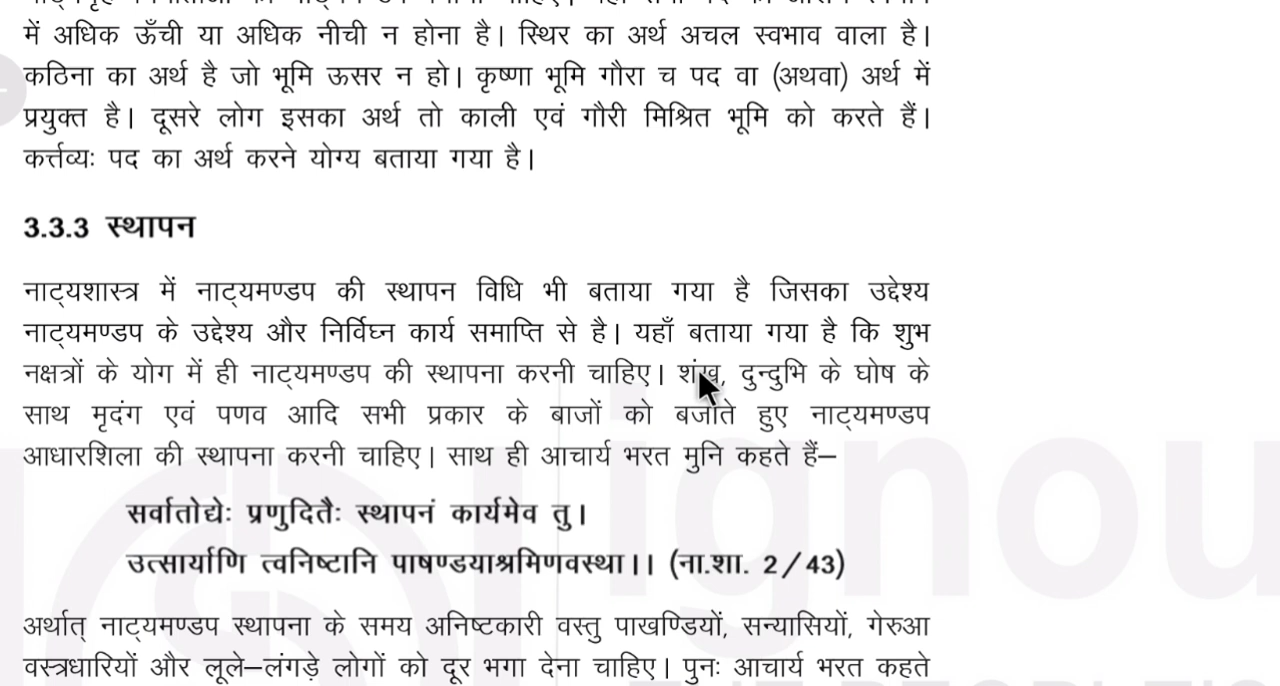 में अधिक ऊँची या अधिक नीची न होना है। स्थिर का अर्थ अचल स्वभाव वाला है।
कठिना का अर्थ है जो भूमि ऊसर न हो। कृष्णा भूमि गौरा च पद वा (अथवा) अर्थ में
प्रयुक्त है। दूसरे लोग इसका अर्थ तो काली एवं गौरी मिश्रित भूमि को करते हैं।
कर्त्तव्यः पद का अर्थ करने योग्य बताया गया है।
3.3.3 स्थापन
नाट्यशास्त्र में नाट्यमण्डप की स्थापन विधि भी बताया गया है जिसका उद्देश्य
नाट्यमण्डप के उद्देश्य और निर्विघ्न कार्य समाप्ति से है। यहाँ बताया गया है कि शुभ
नक्षत्रों के योग में ही नाट्यमण्डप की स्थापना करनी चाहिए। शंख, दुन्दुभि के घोष के
साथ मृदंग एवं पणव आदि सभी प्रकार के बाजों को बजाते हुए नाट्यमण्डप
आधारशिला की स्थापना करनी चाहिए। साथ ही आचार्य भरत मुनि कहते हैं–
सर्वातोद्येः प्रणुदितैः स्थापनं कार्यमेव तु।
उत्सार्याणि त्वनिष्टानि पाषण्डयाश्रमिणवस्था।। (ना.शा. 2/43)
अर्थात् नाट्यमण्डप स्थापना के समय अनिष्टकारी वस्तु पाखण्डियों, सन्यासियों, गेरुआ
वस्त्रधारियों और लूले–लंगड़े लोगों को दूर भगा देना चाहिए। पुनः आचार्य भरत कहते
ignou